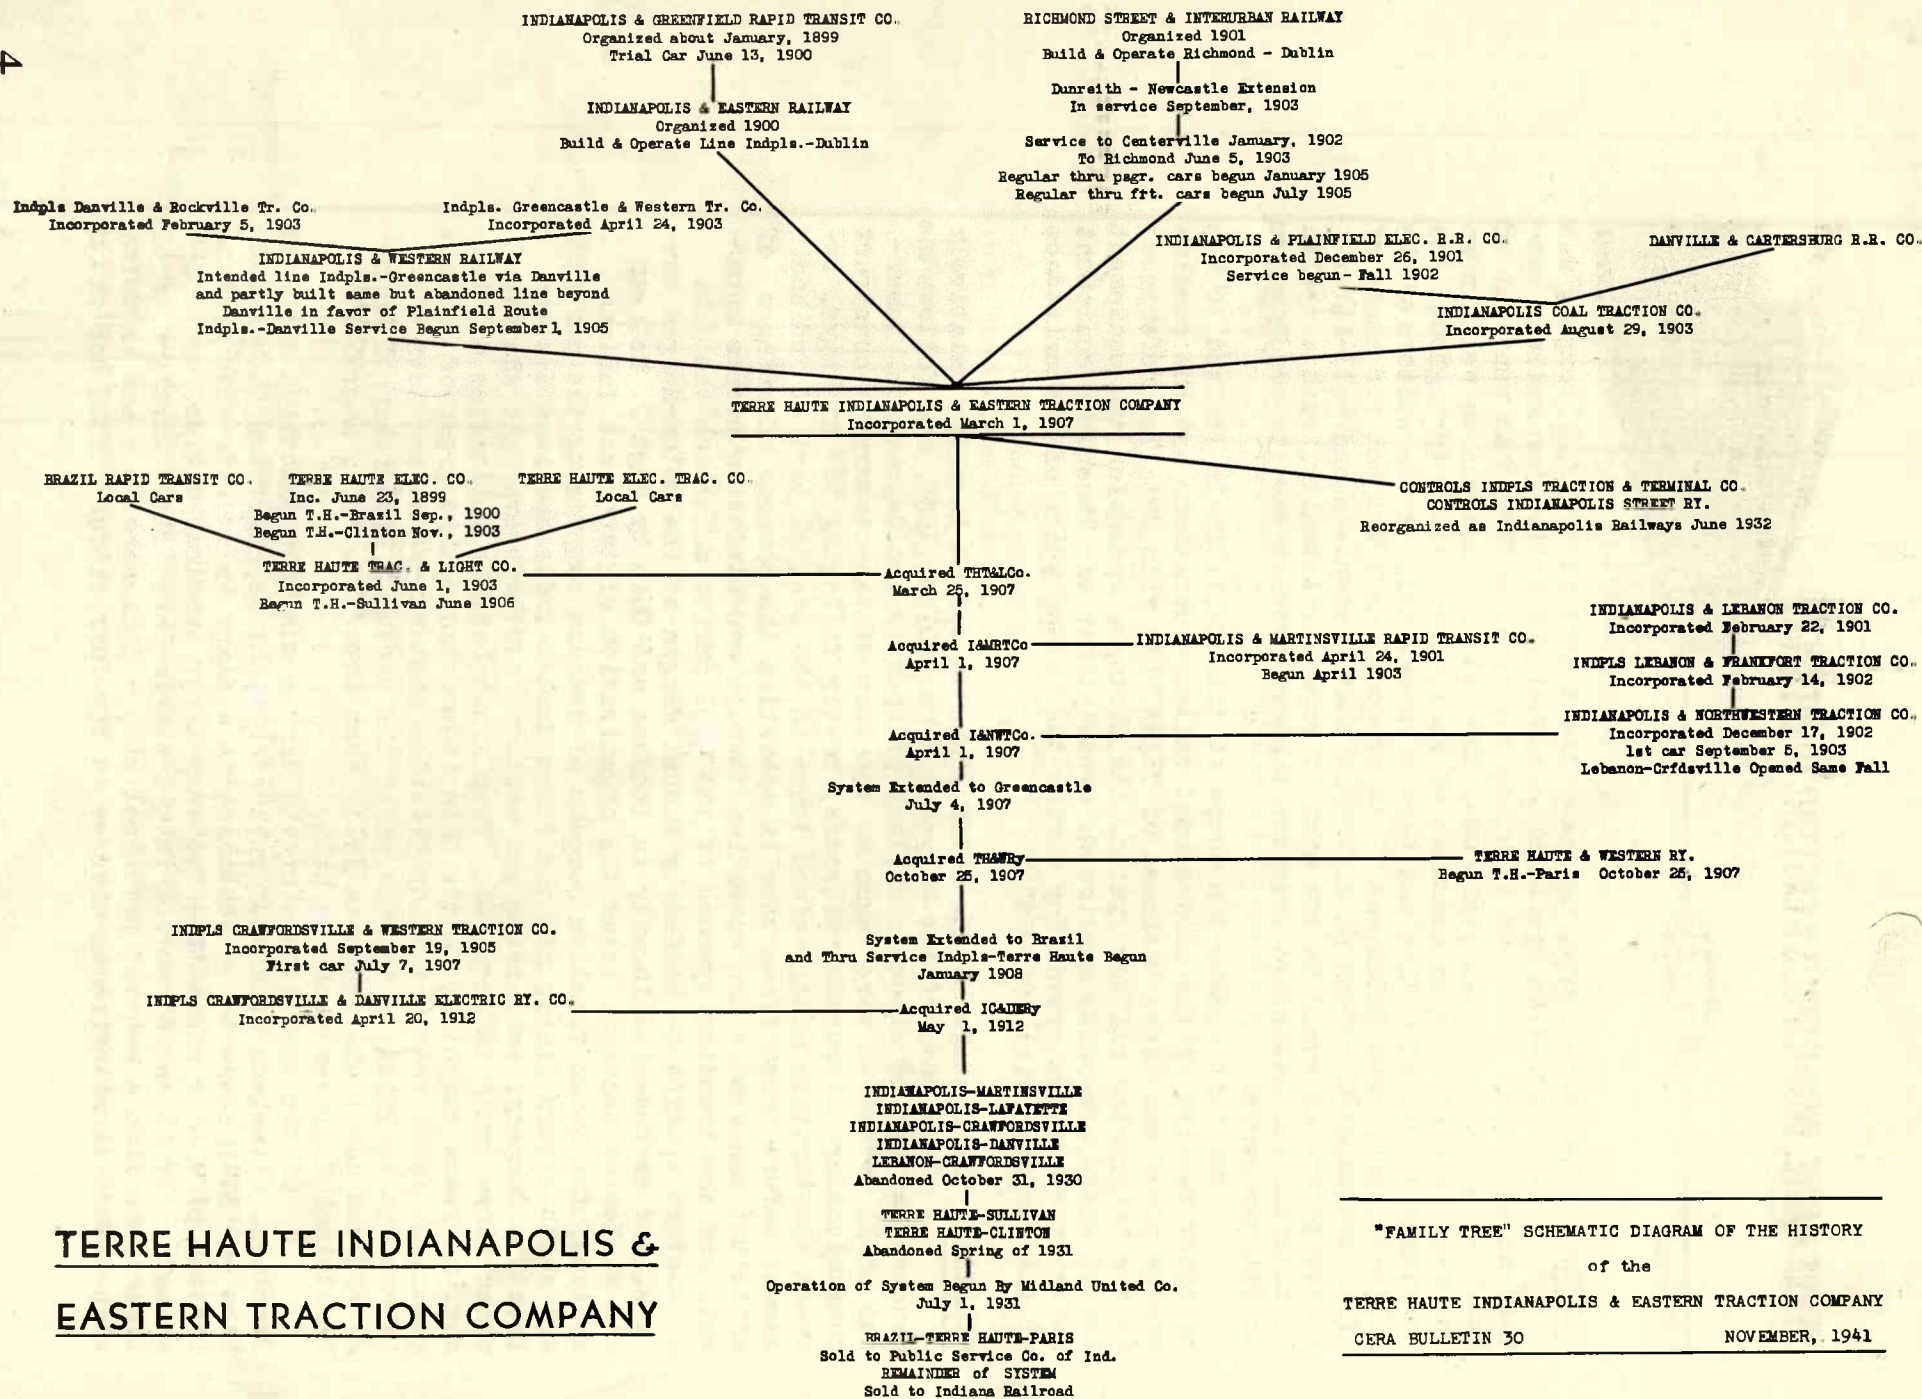 4
INDIANAPOLIS & GREENFIELD RAPID TRANSIT CO.
Organized about January, 1899
Trial Car June 13, 1900
INDIANAPOLIS & EASTERN RAILWAY
Organized 1900
Build & Operate Line Indpls.-Dublin
RICHMOND STREET & INTERURBAN RAILWAY
Organized 1901
Build & Operate Richmond - Dublin
Dunreith - Newcastle Extension
In service September, 1903
Service to Centerville January, 1902
To Richmond June 5, 1903
Regular thru psgr. cars begun January 1905
Regular thru frt. cars begun July 1905
Indpls Danville & Rockville Tr. Co.
Incorporated February 5, 1903
Indpls. Greencastle & Western Tr. Co.
Incorporated April 24, 1903
INDIANAPOLIS & WESTERN RAILWAY
Intended line Indpls.-Greencastle via Danville
and partly built same but abandoned line beyond
Danville in favor of Plainfield Route
Indpls.-Danville Service Begun September 1, 1905
INDIANAPOLIS & PLAINFIELD ELEC. R.R. CO.
Incorporated December 26, 1901
Service begun- Fall 1902
DANVILLE & CARTERSBURG R.R. CO.
INDIANAPOLIS COAL TRACTION CO.
Incorporated August 29, 1903
TERRE HAUTE INDIANAPOLIS & EASTERN TRACTION COMPANY
Incorporated March 1, 1907
BRAZIL RAPID TRANSIT CO.
Local Cars
TERRE HAUTE ELEC. CO.
Inc. June 23, 1899
Begun T.H.-Brazil Sep., 1900
Begun T.H.-Clinton Nov., 1903
TERRE HAUTE ELEC. TRAC. CO.
Local Cars
TERRE HAUTE TRAC. & LIGHT CO.
Incorporated June 1, 1903
Begun T.H.-Sullivan June 1906
CONTROLS INDPLS TRACTION & TERMINAL CO.
CONTROLS INDIANAPOLIS STREET RY.
Reorganized as Indianapolis Railways June 1932
Acquired THT&LCo.
March 25, 1907
Acquired I&MRTCo
April 1, 1907
INDIANAPOLIS & MARTINSVILLE RAPID TRANSIT CO.
Incorporated April 24, 1901
Begun April 1903
INDIANAPOLIS & LEBANON TRACTION CO.
Incorporated February 22, 1901
INDPLS LEBANON & FRANKFORT TRACTION CO.
Incorporated February 14, 1902
INDIANAPOLIS & NORTHWESTERN TRACTION CO.
Incorporated December 17, 1902
1st car September 5, 1903
Lebanon-Crfdsville Opened Same Fall
Acquired I&NWTCo.
April 1, 1907
System Extended to Greencastle
July 4, 1907
Acquired TH&WRy
October 25, 1907
TERRE HAUTE & WESTERN RY.
Begun T.H.-Paris October 25, 1907
INDPLS CRAWFORDSVILLE & WESTERN TRACTION CO.
Incorporated September 19, 1905
First car July 7, 1907
INDPLS CRAWFORDSVILLE & DANVILLE ELECTRIC RY. CO.
Incorporated April 20, 1912
System Extended to Brazil
and Thru Service Indpls-Terre Haute Begun
January 1908
Acquired IC&DERy
May 1, 1912
INDIANAPOLIS-MARTINSVILLE
INDIANAPOLIS-LAFAYETTE
INDIANAPOLIS-CRAWFORDSVILLE
INDIANAPOLIS-DANVILLE
LEBANON-CRAWFORDSVILLE
Abandoned October 31, 1930
TERRE HAUTE-SULLIVAN
TERRE HAUTE-CLINTON
Abandoned Spring of 1931
Operation of System Begun By Midland United Co.
July 1, 1931
BRAZIL-TERRE HAUTE-PARIS
Sold to Public Service Co. of Ind.
REMAINDER of SYSTEM
Sold to Indiana Railroad
TERRE HAUTE INDIANAPOLIS &
EASTERN TRACTION COMPANY
"FAMILY TREE" SCHEMATIC DIAGRAM OF THE HISTORY
of the
TERRE HAUTE INDIANAPOLIS & EASTERN TRACTION COMPANY
CERA BULLETIN 30 NOVEMBER, 1941